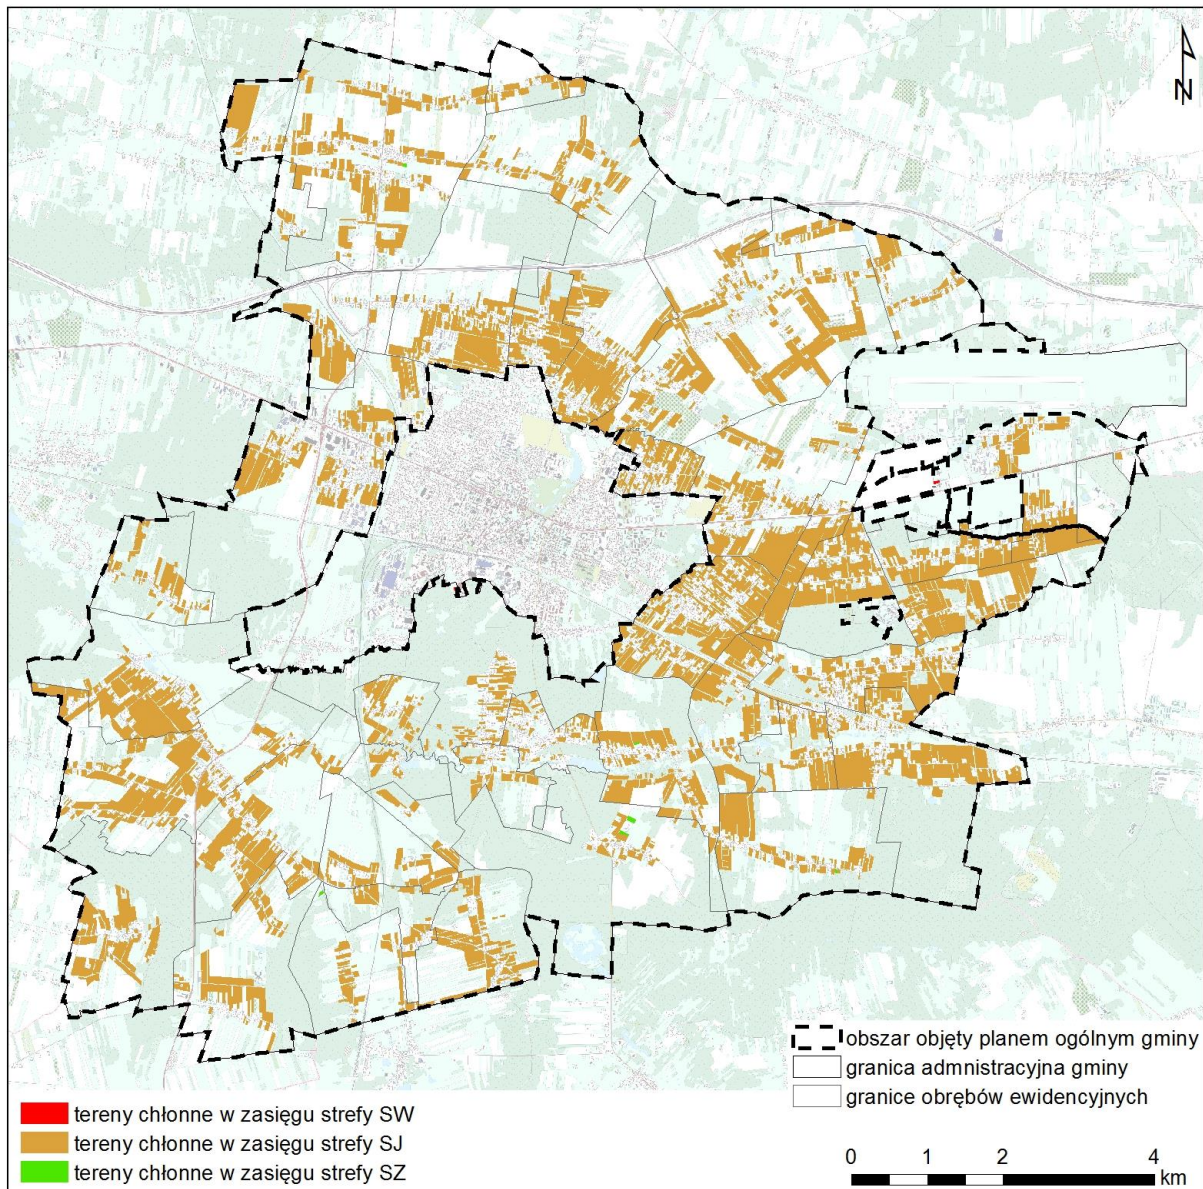 N
obszar objęty planem ogólnym gminy
granica admnistracyjna gminy
granice obrębów ewidencyjnych
tereny chłonne w zasięgu strefy SW
tereny chłonne w zasięgu strefy SJ
tereny chłonne w zasięgu strefy SZ
0 1 2 4
km